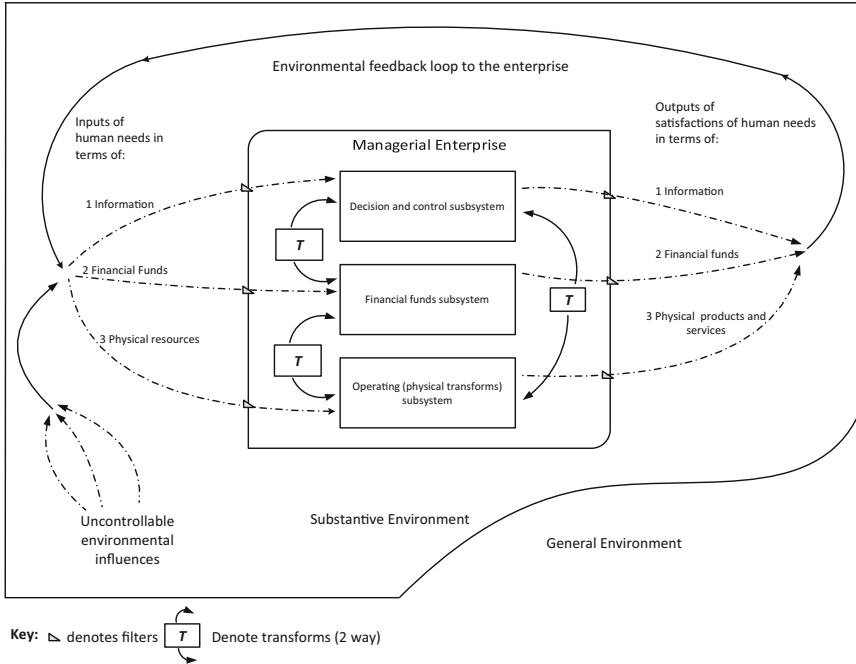 Environmental feedback loop to the enterprise
Inputs of
human needs in
terms of:
Outputs of
satisfactions of human needs
in terms of:
Managerial Enterprise
1 Information
Decision and control susbsystem
1 Information
T
2 Financial Funds
Financial funds subsystem
2 Financial funds
T
3 Physical resources
T
3 Physical products and
services
Operating (physical transforms)
subsystem
Uncontrollable
environmental
influences
Substantive Environment
General Environment
Key: denotes filters T Denote transforms (2 way)